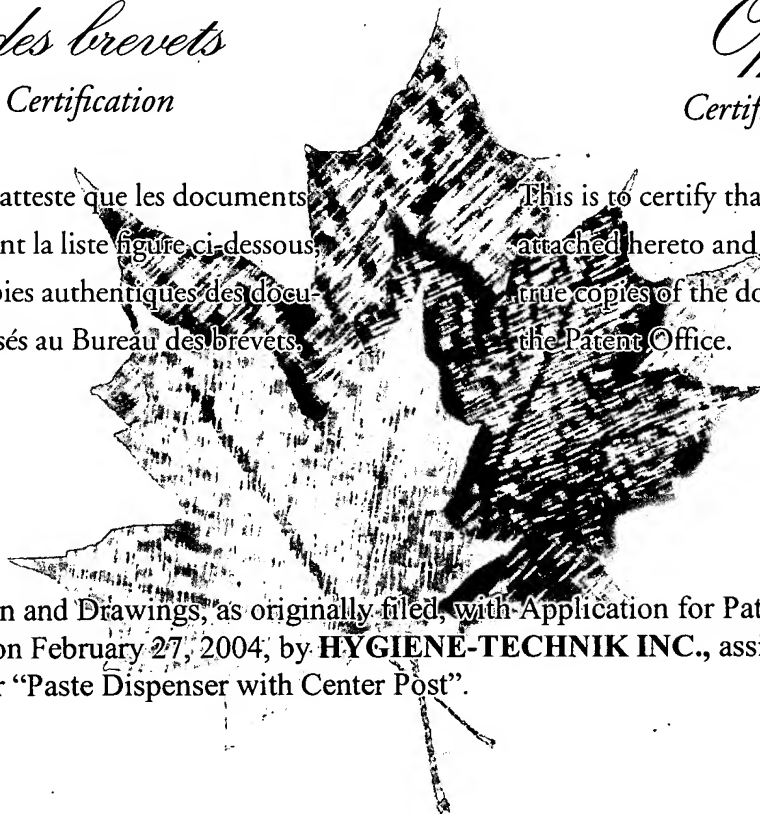 des brevets
Certification
atteste que les documents
nt la liste figure ci-dessous
pies authentiques des docu-
sés au Bureau des brevets.
This is to certify tha
attached hereto and
true copies of the do
the Patent Office.
n and Drawings, as originally filed, with Application for Pat
on February 27, 2004, by HYGIENE-TECHNIK INC., assi
r “Paste Dispenser with Center Post”.